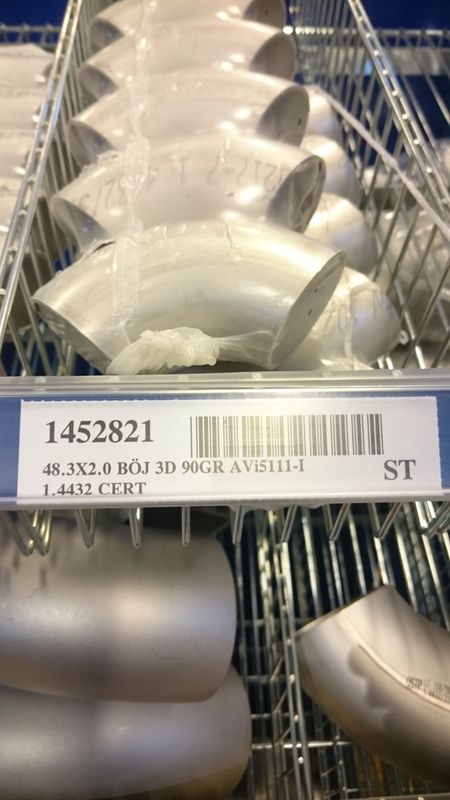 1452821
48.3X2.0 BÖJ 3D 90GR AVi5111-I
1.4432 CERT
ST